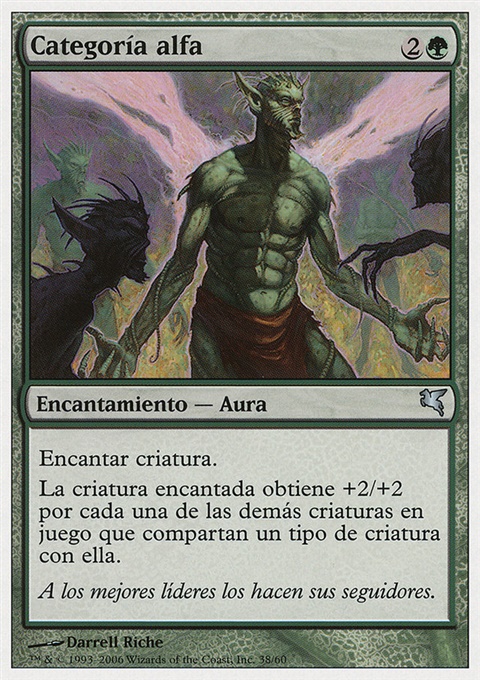 Categoría alfa 2
Encantamiento — Aura
Encantar criatura.
La criatura encantada obtiene +2/+2
por cada una de las demás criaturas en
juego que compartan un tipo de criatura
con ella.
A los mejores líderes los hacen sus seguidores.
Darrell Riche
™ & © 1993-2006 Wizards of the Coast, Inc. 38/60